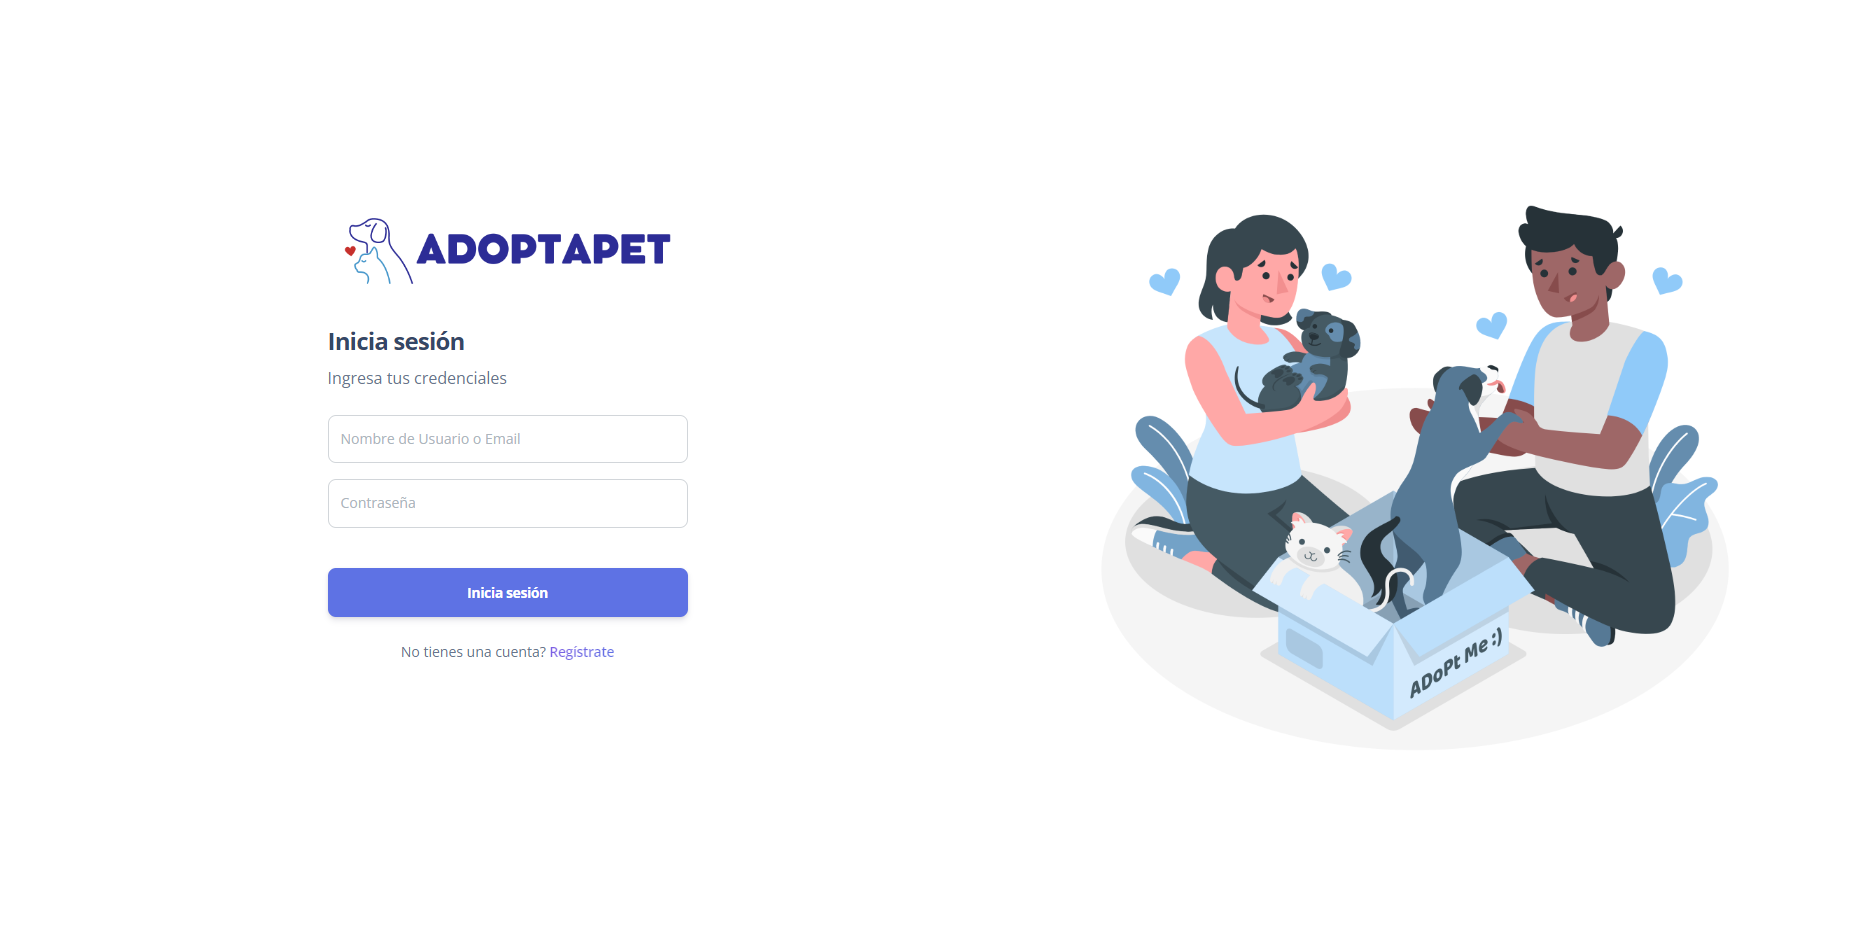 ADOPTAPET
Inicia sesión
Ingresa tus credenciales
Nombre de Usuario o Email
Contraseña
Inicia sesión
No tienes una cuenta? Regístrate
ADoPt Me :)